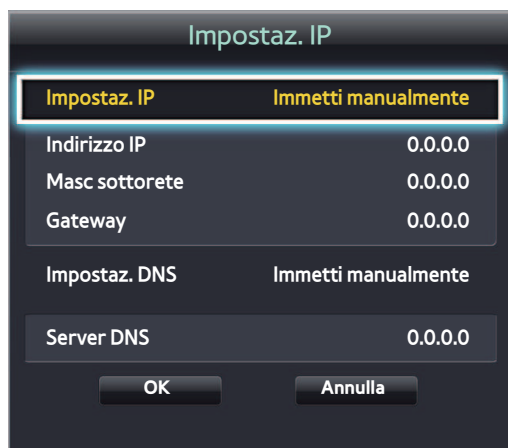 Impostaz. IP
Impostaz. IP Immetti manualmente
Indirizzo IP 0.0.0.0
Masc sottorete 0.0.0.0
Gateway 0.0.0.0
Impostaz. DNS Immetti manualmente
Server DNS 0.0.0.0
OK Annulla